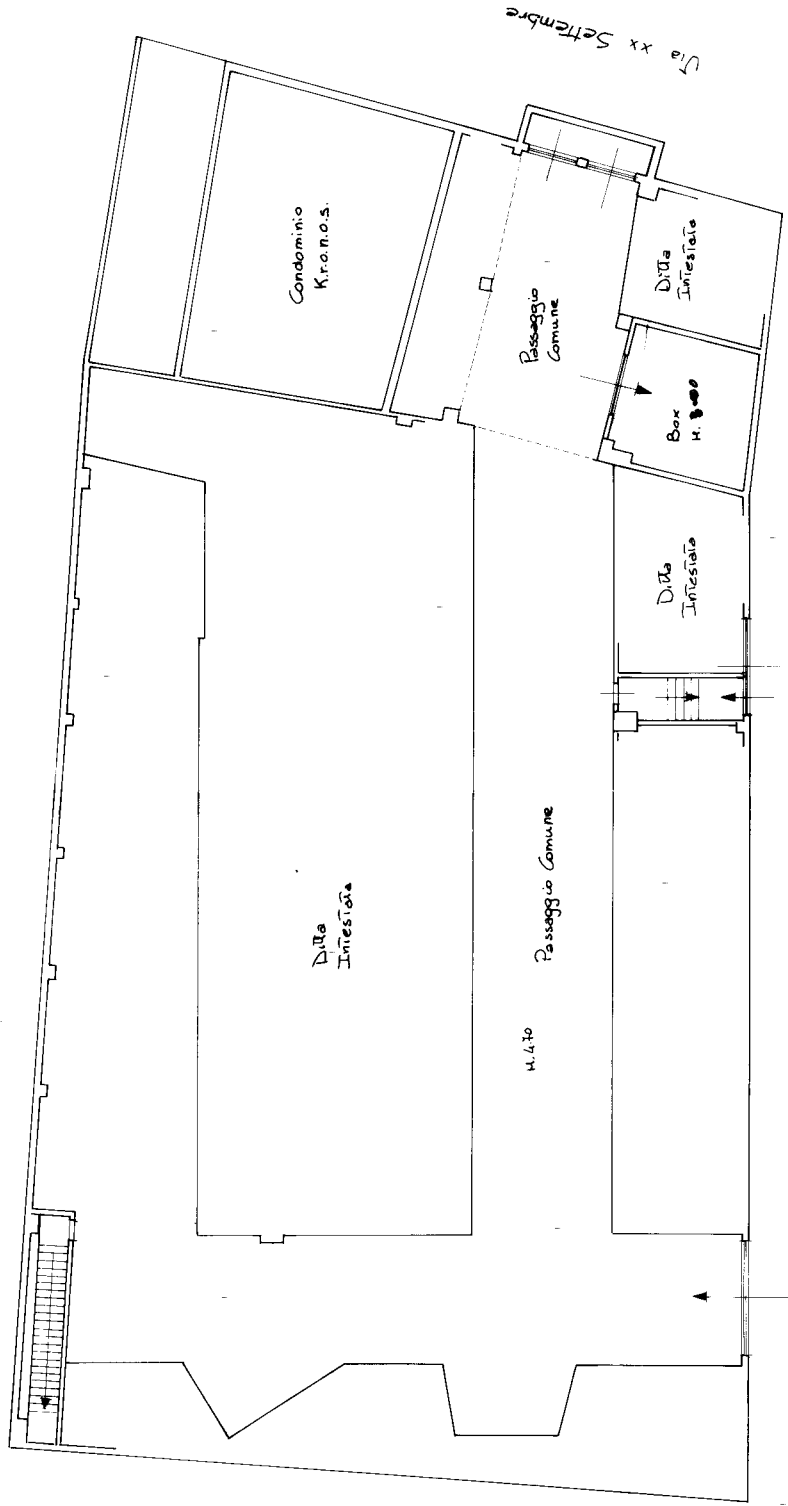 Via xx Settembre
Condominio
K.r.o.n.o.s.
Passaggio
Comune
Ditta
Intestata
Box
Ditta
Intestata
Ditta
Intestata
Passaggio Comune
H. 4.70